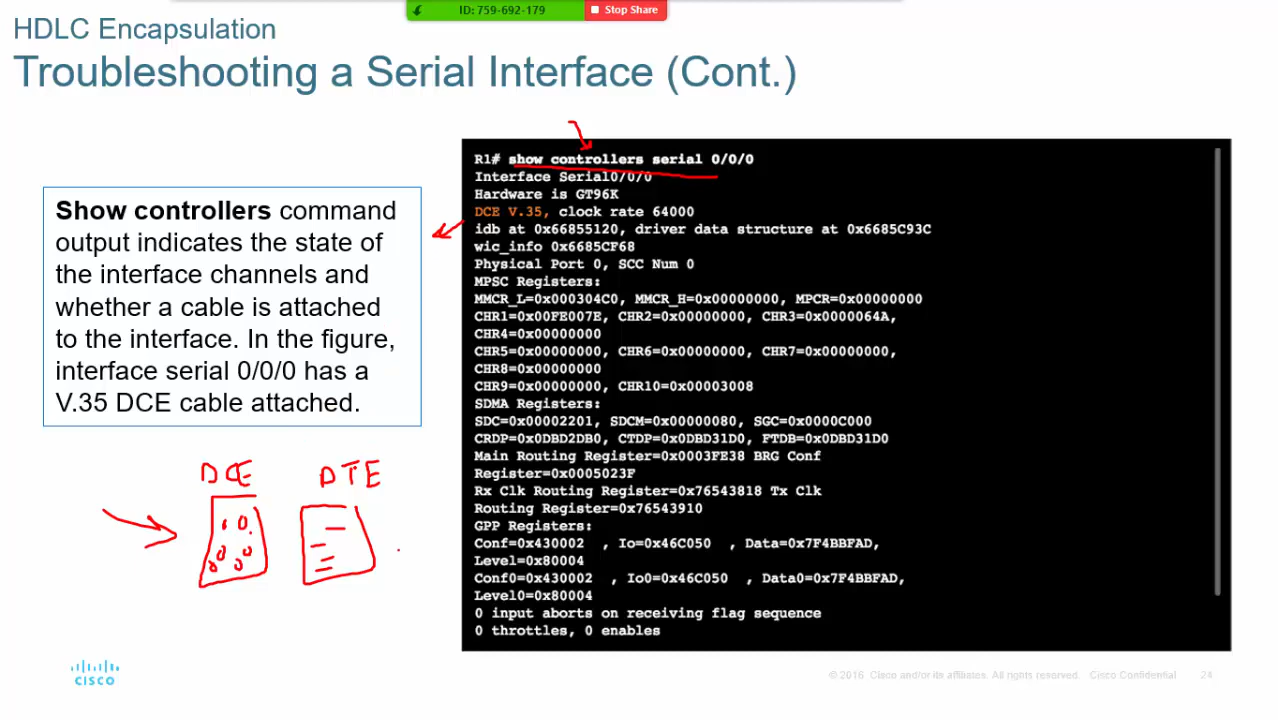 ID: 759-692-179
Stop Share
HDLC Encapsulation
Troubleshooting a Serial Interface (Cont.)
Show controllers command
output indicates the state of
the interface channels and
whether a cable is attached
to the interface. In the figure,
interface serial 0/0/0 has a
V.35 DCE cable attached.
DCE DTE
R1# show controllers serial 0/0/0
Interface Serial0/0/0
Hardware is GT96K
DCE V.35, clock rate 64000
idb at 0x66855120, driver data structure at 0x6685C93C
wic_info 0x6685CF68
Physical Port 0, SCC Num 0
MPSC Registers:
MMCR_L=0x000304C0, MMCR_H=0x00000000, MPCR=0x00000000
CHR1=0x00FE007E, CHR2=0x00000000, CHR3=0x0000064A,
CHR4=0x00000000
CHR5=0x00000000, CHR6=0x00000000, CHR7=0x00000000,
CHR8=0x00000000
CHR9=0x00000000, CHR10=0x00003008
SDMA Registers:
SDC=0x00002201, SDCM=0x00000080, SGC=0x0000C000
CRDP=0x0DBD2DB0, CTDP=0x0DBD31D0, FTDB=0x0DBD31D0
Main Routing Register=0x0003FE38 BRG Conf
Register=0x0005023F
Rx Clk Routing Register=0x76543818 Tx Clk
Routing Register=0x76543910
GPP Registers:
Conf=0x430002 , Io=0x46C050 , Data=0x7F4BBFAD,
Level=0x80004
Conf0=0x430002 , Io0=0x46C050 , Data0=0x7F4BBFAD,
Level0=0x80004
0 input aborts on receiving flag sequence
0 throttles, 0 enables
CISCO
© 2016 Cisco and/or its affiliates. All rights reserved. Cisco Confidential 24